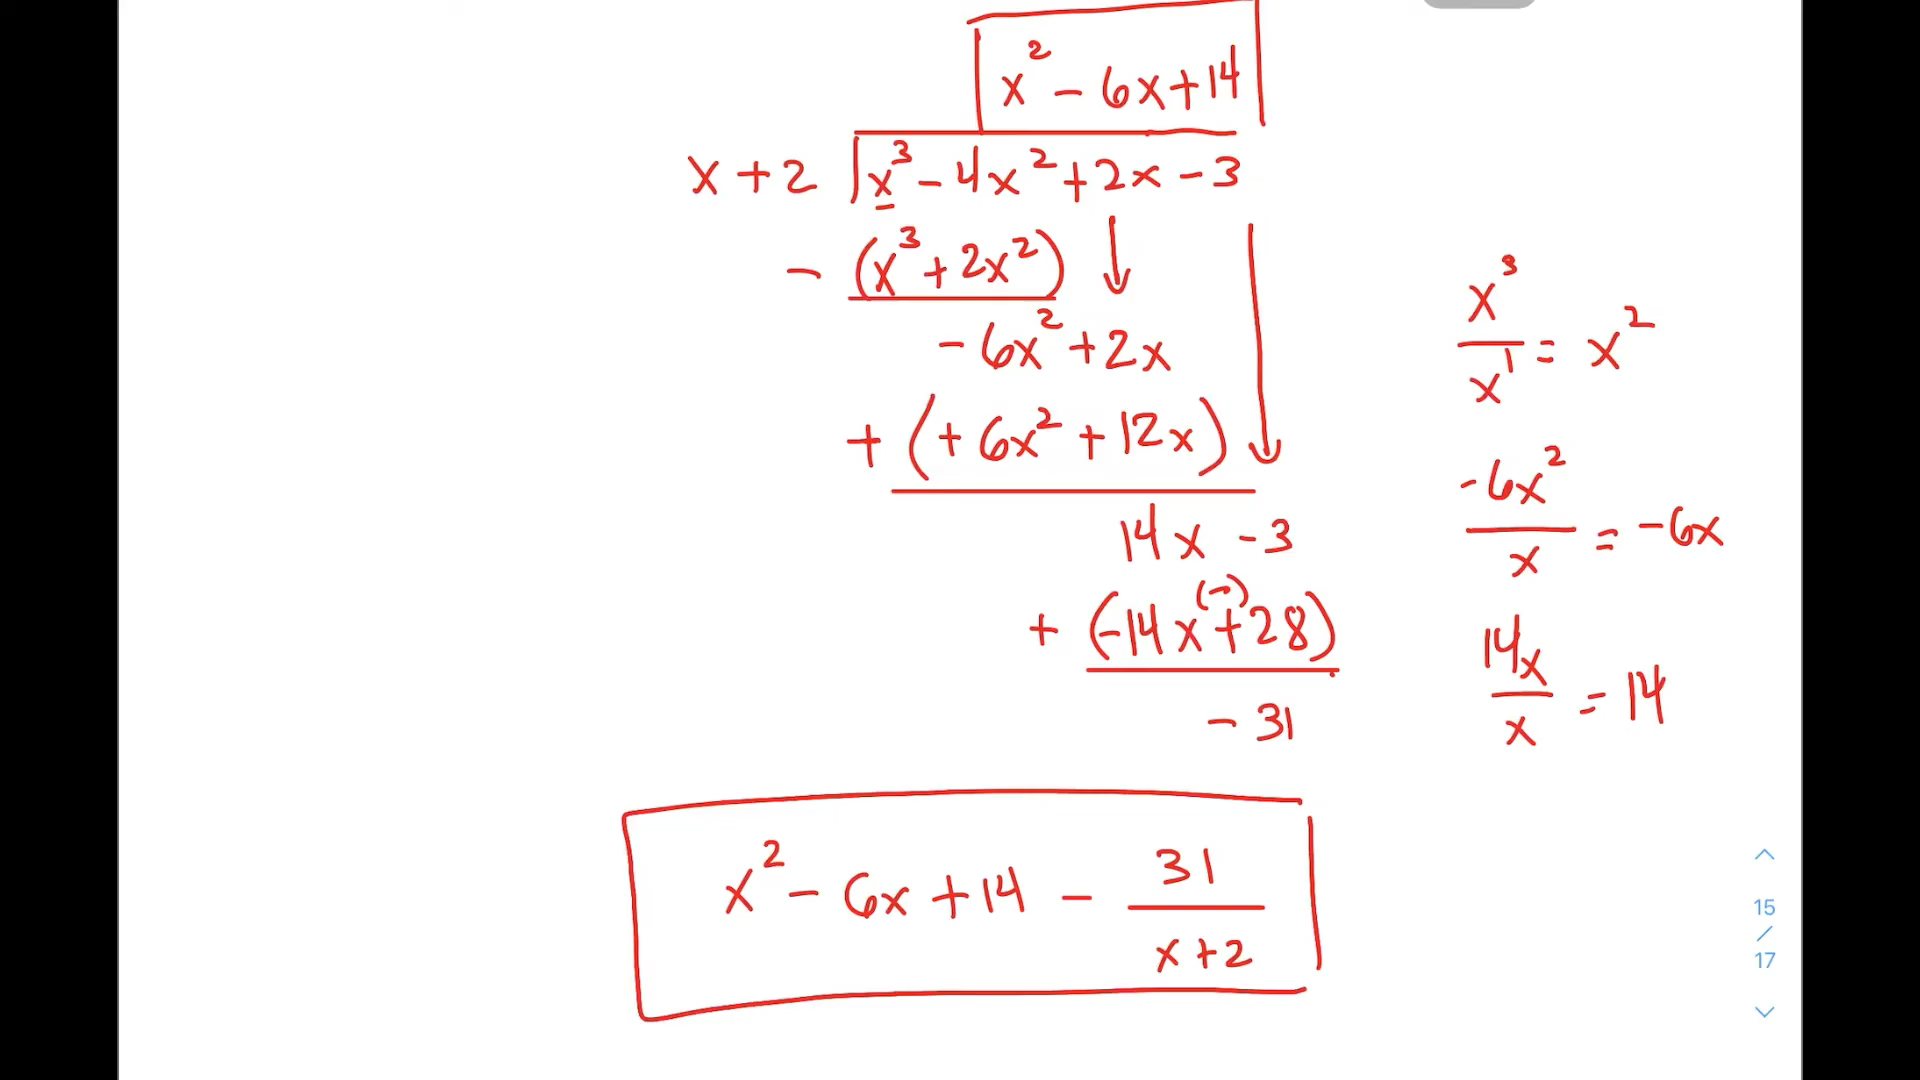 x² - 6x + 14
x + 2 x³ - 4x² + 2x - 3
- (x³ + 2x²)
- 6x² + 2x
+ (+ 6x² + 12x)
14x - 3
+ (-14x (-) + 28)
- 31
x² - 6x + 14 - 31/x+2
x³/x¹ = x²
-6x²/x = -6x
14x/x = 14
15
/
17